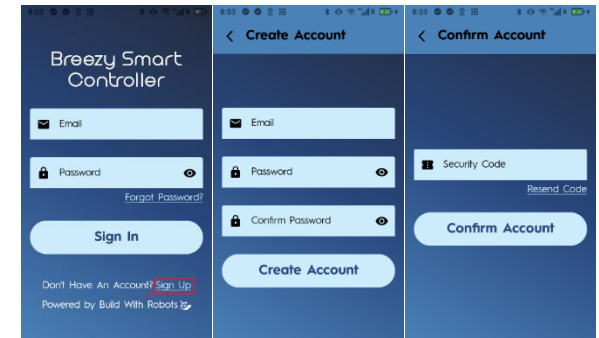 8:05
Breezy Smart
Controller
Email
Password
Forgot Password?
Sign In
Don't Have An Account? Sign Up
Powered by Build With Robots
8:53
Create Account
Email
Password
Confirm Password
Create Account
8:55
Confirm Account
Security Code
Resend Code
Confirm Account